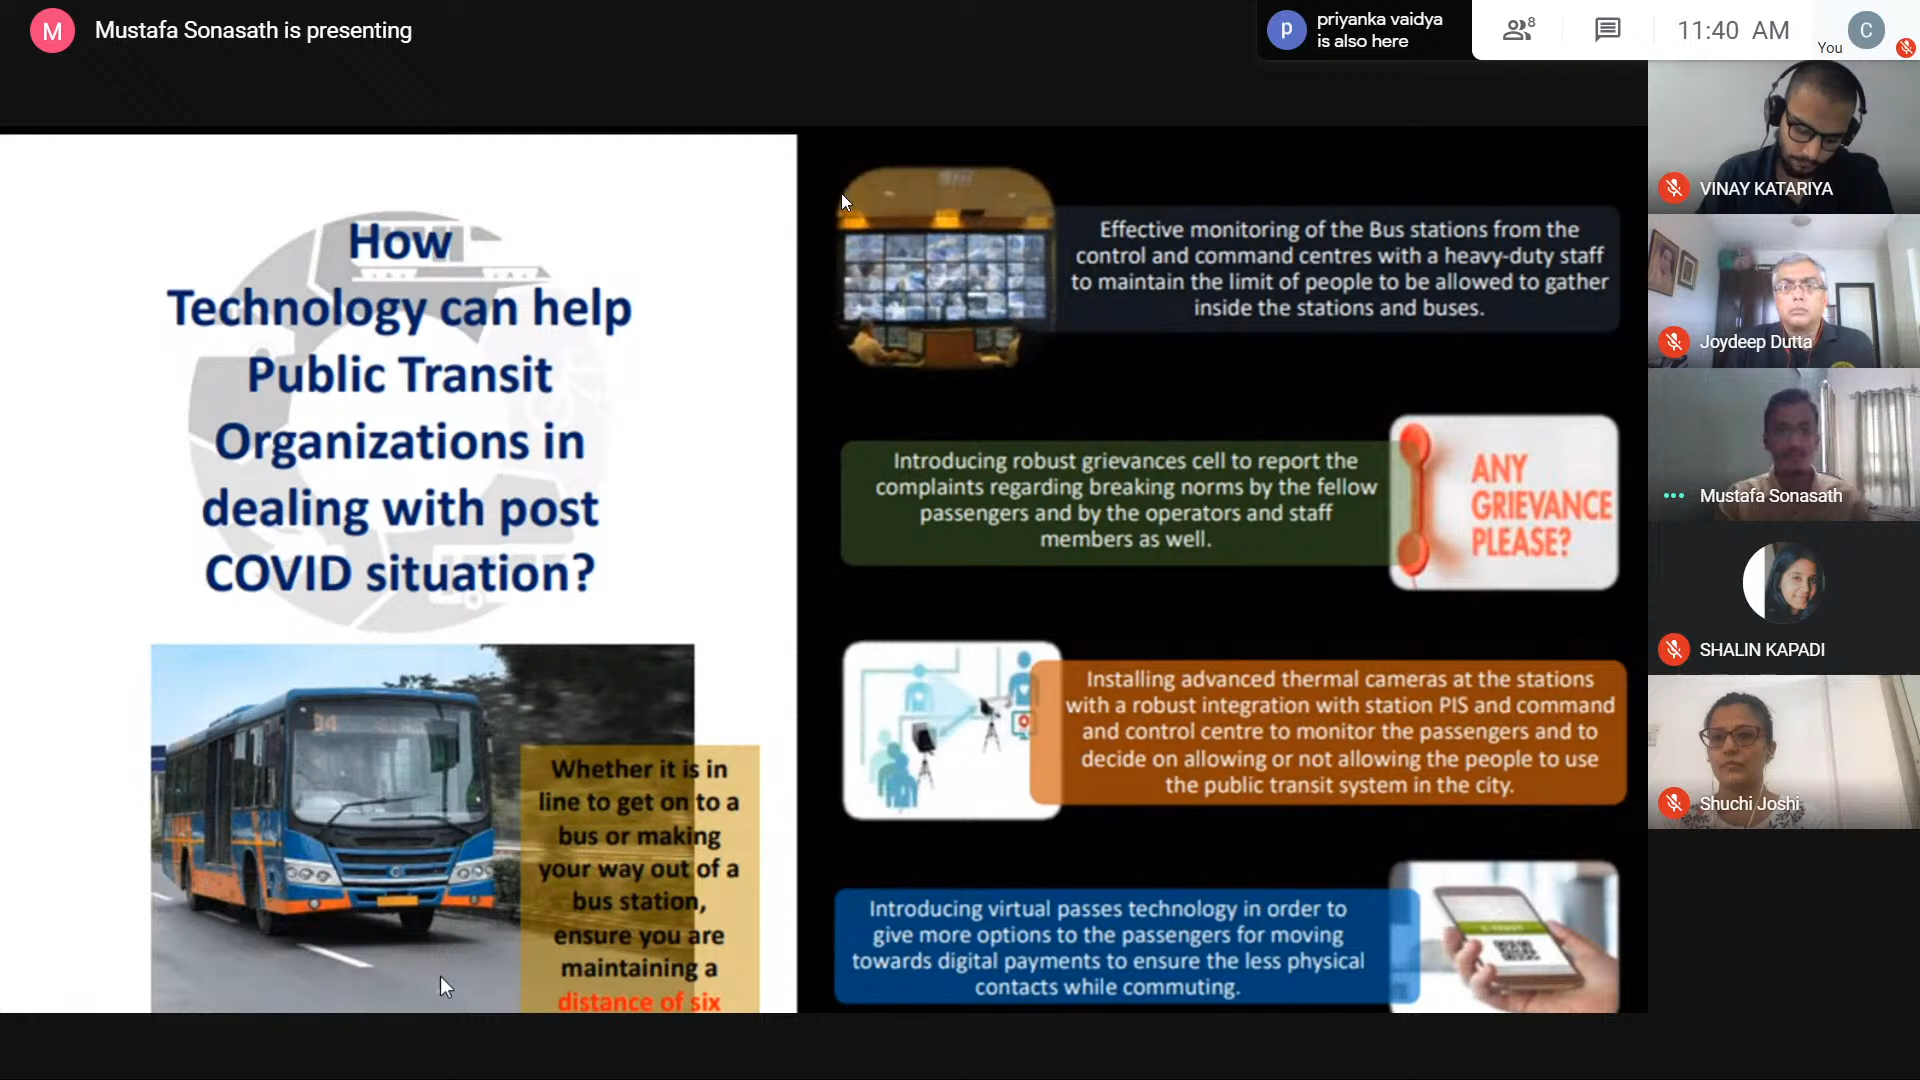 M
Mustafa Sonasath is presenting
p
priyanka vaidya
is also here
8
11:40 AM
You
C
How
Technology can help
Public Transit
Organizations in
dealing with post
COVID situation?
Whether it is in
line to get on to a
bus or making
your way out of a
bus station,
ensure you are
maintaining a
distance of six
Effective monitoring of the Bus stations from the
control and command centres with a heavy-duty staff
to maintain the limit of people to be allowed to gather
inside the stations and buses.
Introducing robust grievances cell to report the
complaints regarding breaking norms by the fellow
passengers and by the operators and staff
members as well.
ANY
GRIEVANCE
PLEASE?
Installing advanced thermal cameras at the stations
with a robust integration with station PIS and command
and control centre to monitor the passengers and to
decide on allowing or not allowing the people to use
the public transit system in the city.
Introducing virtual passes technology in order to
give more options to the passengers for moving
towards digital payments to ensure the less physical
contacts while commuting.
VINAY KATARIYA
Joydeep Dutta
Mustafa Sonasath
SHALIN KAPADI
Shuchi Joshi